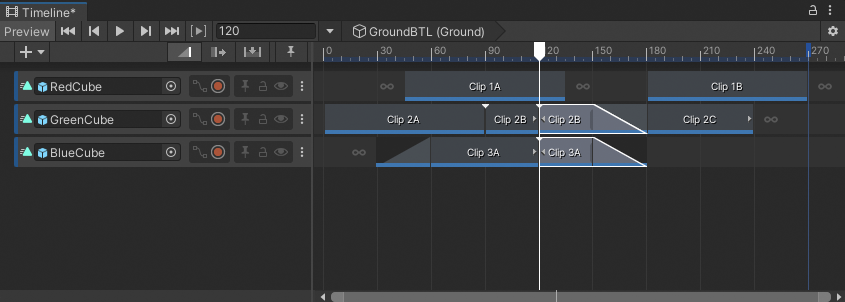 Timeline*
Preview 120 GroundBTL (Ground)
0 30 60 90 120 150 180 210 240 270
RedCube Clip 1A Clip 1B
GreenCube Clip 2A Clip 2B Clip 2B Clip 2C
BlueCube Clip 3A Clip 3A